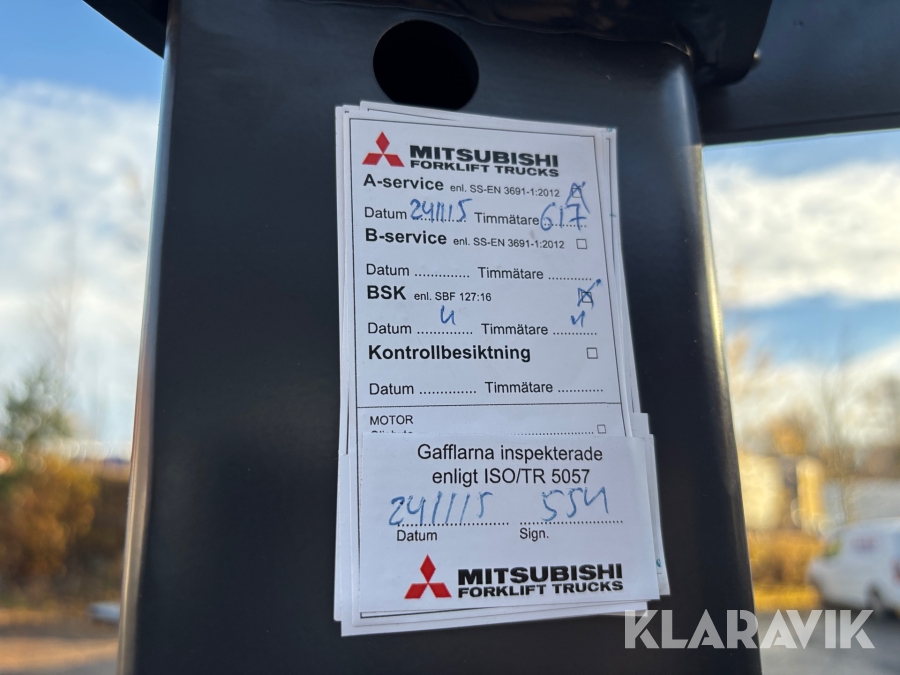 MITSUBISHI
FORKLIFT TRUCKS
A-service enl. SS-EN 3691-1:2012 ☒
Datum 241115 Timmätare 617
B-service enl. SS-EN 3691-1:2012 ☐
Datum .............. Timmätare ............
BSK enl. SBF 127:16 ☒
Datum .............. Timmätare ............
Kontrollbesiktning ☐
Datum .............. Timmätare ............
MOTOR
Gafflarna inspekterade
enligt ISO/TR 5057
241115
Datum Sign.
MITSUBISHI
FORKLIFT TRUCKS
KLARAVIK